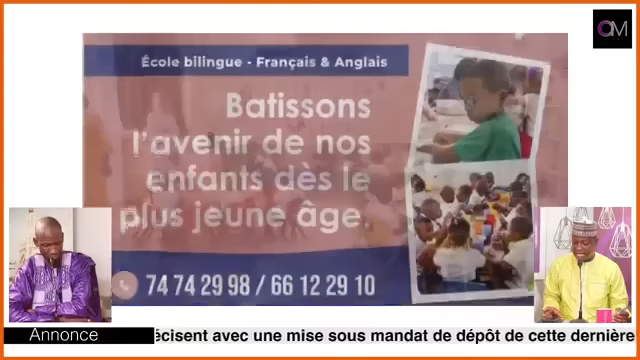 OM
École bilingue - Français & Anglais
Batissons
l'avenir de nos
enfants dès le
plus jeune âge.
74 74 29 98 / 66 12 29 10
Annonce
écisent avec une mise sous mandat de dépôt de cette dernière